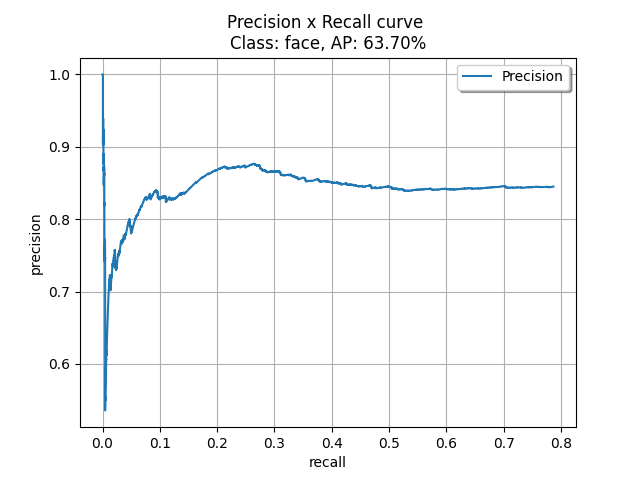 Precision x Recall curve
Class: face, AP: 63.70%
Precision
1.0
0.9
0.8
0.7
0.6
precision
0.0 0.1 0.2 0.3 0.4 0.5 0.6 0.7 0.8
recall